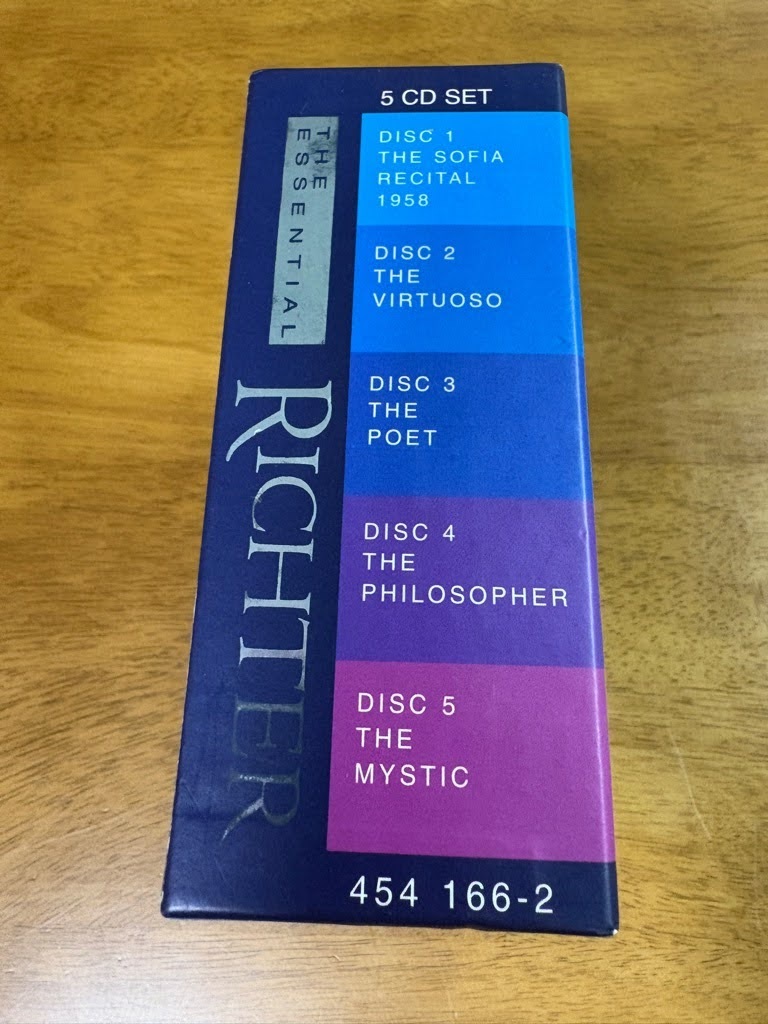 5 CD SET
THE
ESSENTIAL
RICHTER
DISC 1
THE SOFIA
RECITAL
1958
DISC 2
THE
VIRTUOSO
DISC 3
THE
POET
DISC 4
THE
PHILOSOPHER
DISC 5
THE
MYSTIC
454 166-2